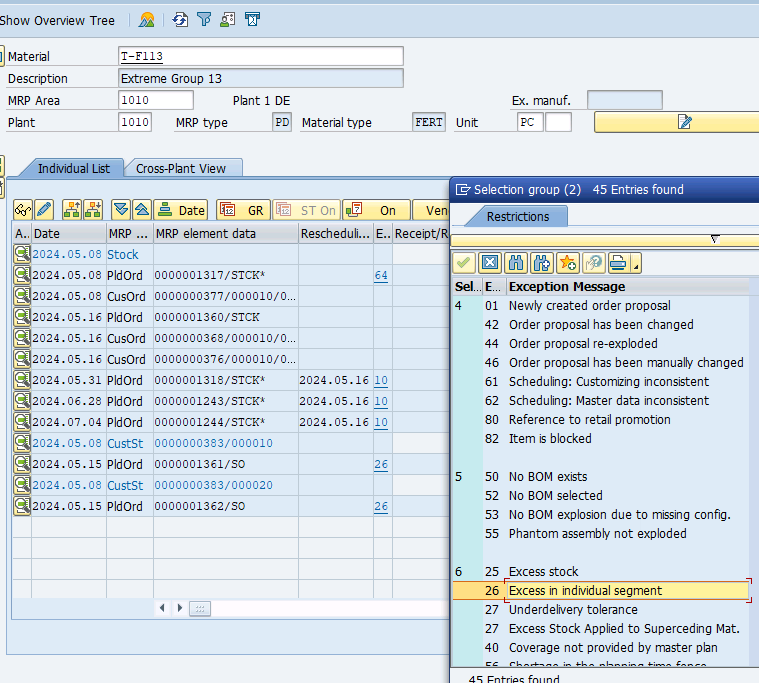 Show Overview Tree
Material T-F113
Description Extreme Group 13
MRP Area 1010 Plant 1 DE Ex. manuf.
Plant 1010 MRP type PD Material type FERT Unit PC
Individual List Cross-Plant View
Date GR ST On On Ven
A.. Date MRP ... MRP element data Rescheduli... E.. Receipt/R
2024.05.08 Stock
2024.05.08 PldOrd 0000001317/STCK* 64
2024.05.08 CusOrd 0000000377/000010/0...
2024.05.16 PldOrd 0000001360/STCK
2024.05.16 CusOrd 0000000368/000010/0...
2024.05.16 CusOrd 0000000376/000010/0...
2024.05.31 PldOrd 0000001318/STCK* 2024.05.16 10
2024.06.28 PldOrd 0000001243/STCK* 2024.05.16 10
2024.07.04 PldOrd 0000001244/STCK* 2024.05.16 10
2024.05.08 CustSt 0000000383/000010
2024.05.15 PldOrd 0000001361/SO 26
2024.05.08 CustSt 0000000383/000020
2024.05.15 PldOrd 0000001362/SO 26
Selection group (2) 45 Entries found
Restrictions
Sel.. E... Exception Message
4 01 Newly created order proposal
42 Order proposal has been changed
44 Order proposal re-exploded
46 Order proposal has been manually changed
61 Scheduling: Customizing inconsistent
62 Scheduling: Master data inconsistent
80 Reference to retail promotion
82 Item is blocked
5 50 No BOM exists
52 No BOM selected
53 No BOM explosion due to missing config.
55 Phantom assembly not exploded
6 25 Excess stock
26 Excess in individual segment
27 Underdelivery tolerance
27 Excess Stock Applied to Superceding Mat.
40 Coverage not provided by master plan
56 Shortage in the planning time fence
45 Entries found